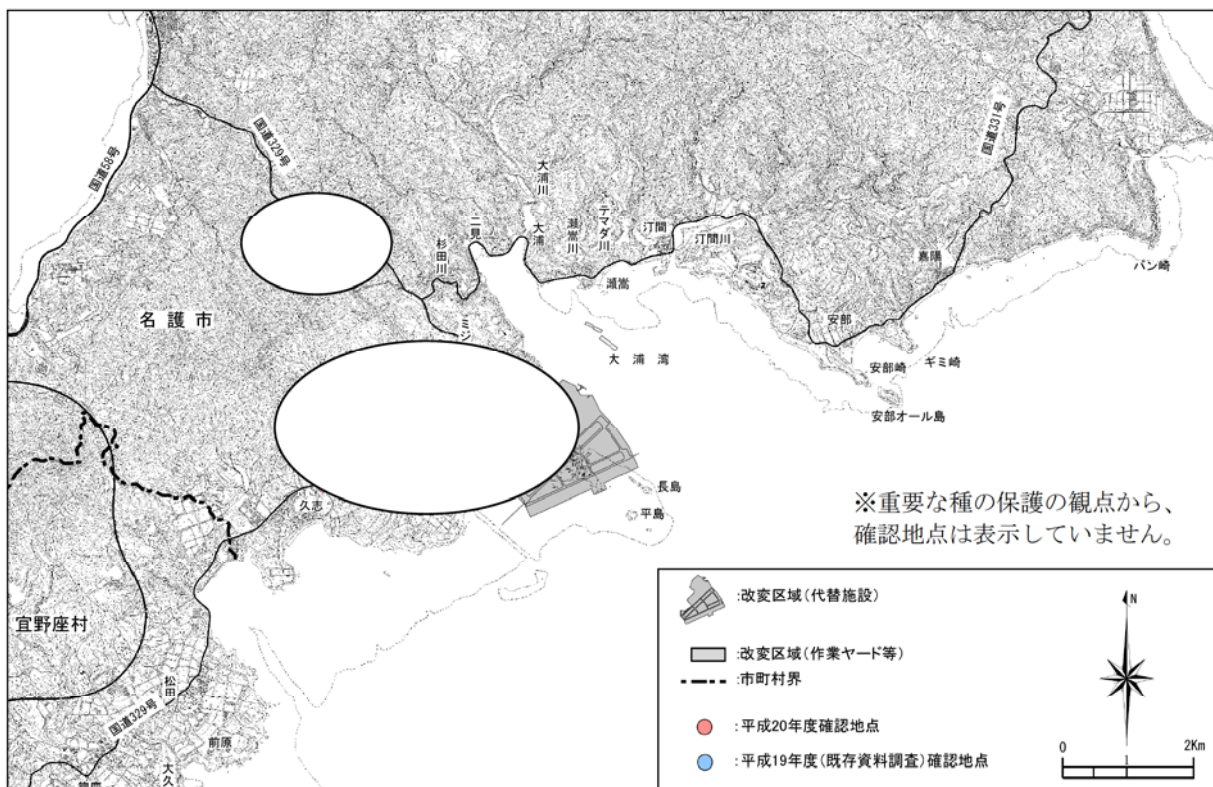 国道58号
国道329号
国道331号
大浦川
大浦
二見
杉田川
瀬嵩川
テマダ川
汀間
汀間川
嘉陽
バン崎
瀬嵩
名護市
ミジ
大浦湾
安部
安部崎
ギミ崎
安部オール島
長島
平島
久志
※重要な種の保護の観点から、
確認地点は表示していません。
宜野座村
松田
国道329号
前原
大久
:改変区域(代替施設)
:改変区域(作業ヤード等)
:市町村界
:平成20年度確認地点
:平成19年度(既存資料調査)確認地点
N
0 1 2Km